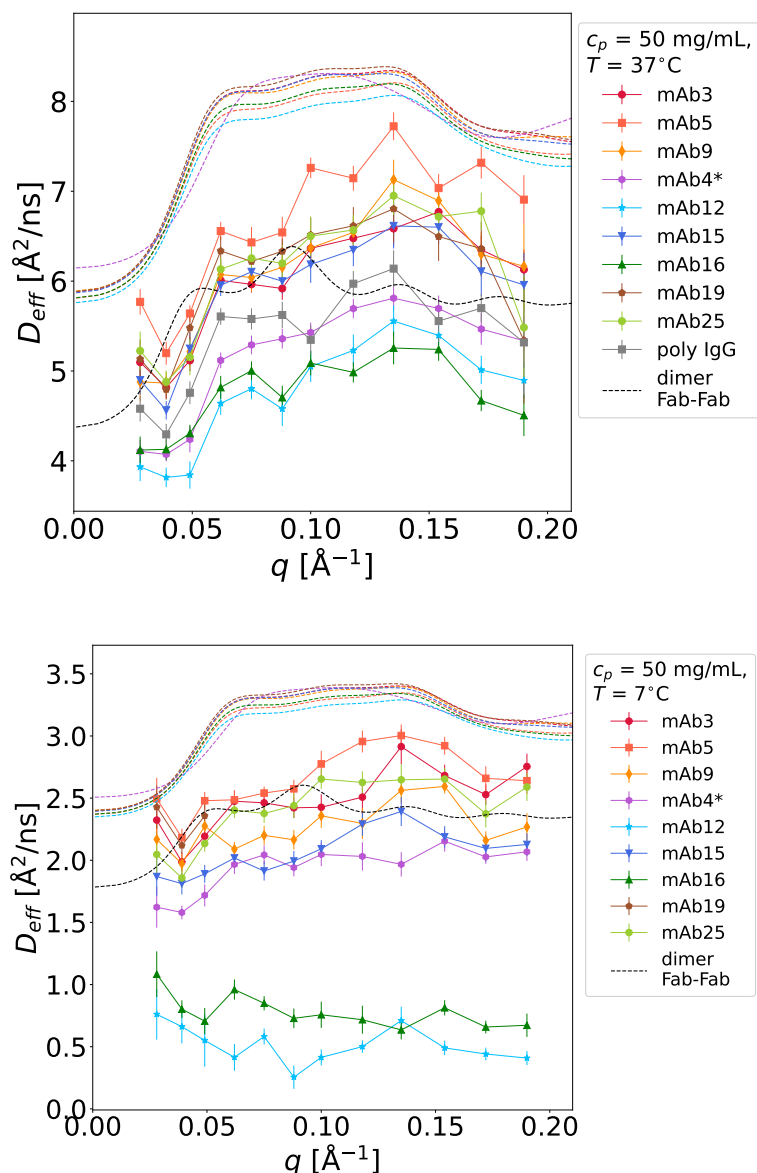 8
7
6
5
4
D_eff [Å²/ns]
0.00 0.05 0.10 0.15 0.20
q [Å⁻¹]
c_p = 50 mg/mL,
T = 37°C
mAb3
mAb5
mAb9
mAb4*
mAb12
mAb15
mAb16
mAb19
mAb25
poly IgG
dimer
Fab-Fab
3.5
3.0
2.5
2.0
1.5
1.0
0.5
0.0
D_eff [Å²/ns]
0.00 0.05 0.10 0.15 0.20
q [Å⁻¹]
c_p = 50 mg/mL,
T = 7°C
mAb3
mAb5
mAb9
mAb4*
mAb12
mAb15
mAb16
mAb19
mAb25
dimer
Fab-Fab